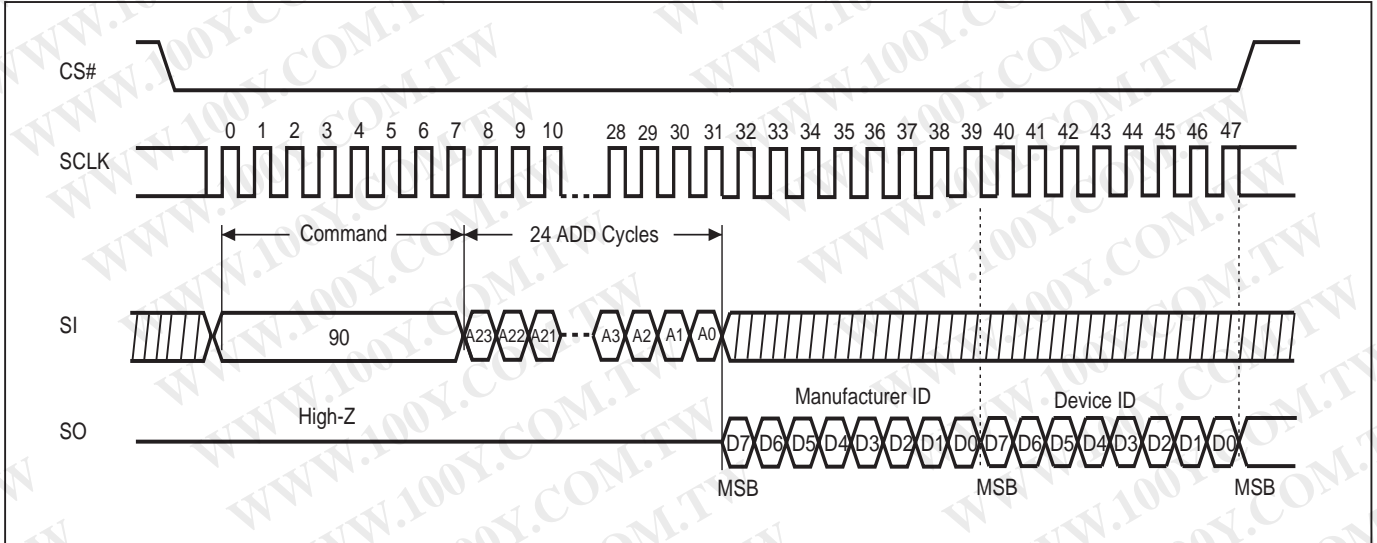 CS#
0 1 2 3 4 5 6 7 8 9 10 28 29 30 31 32 33 34 35 36 37 38 39 40 41 42 43 44 45 46 47
SCLK
Command 24 ADD Cycles
SI 90 A23 A22 A21 A3 A2 A1 A0
High-Z Manufacturer ID Device ID
SO D7 D6 D5 D4 D3 D2 D1 D0 D7 D6 D5 D4 D3 D2 D1 D0
MSB MSB MSB
WWW.100Y.COM.TW